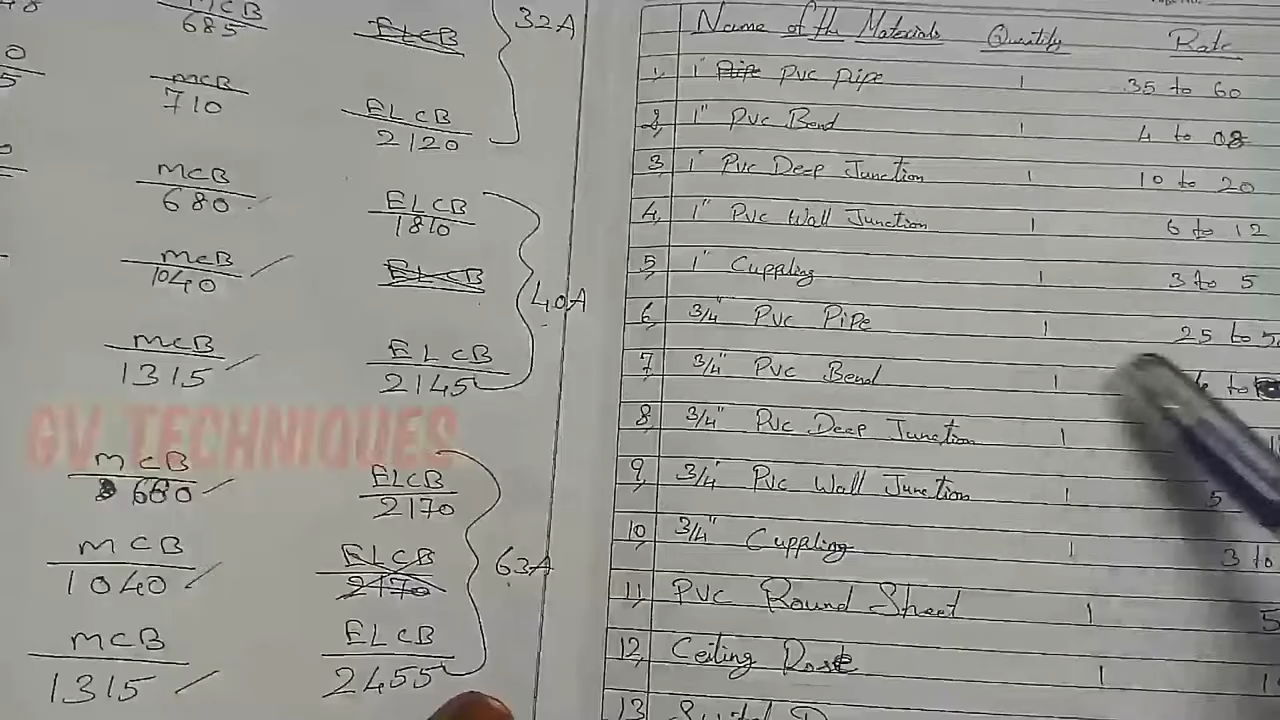 MCB
685
ELCB
32A
MCB
710
ELCB
2120
MCB
680
ELCB
1810
MCB
1040
ELCB
40A
MCB
1315
ELCB
2145
GV TECHNIQUES
MCB
680
ELCB
2170
MCB
1040
ELCB
2170
63A
MCB
1315
ELCB
2455
Name of the Materials Quantity Rate
1, 1" Pipe PVC Pipe 1 35 to 60
2, 1" PVC Bend 1 4 to 08
3, 1" PVC Deep Junction 1 10 to 20
4, 1" PVC Wall Junction 1 6 to 12
5, 1" Cuppling 1 3 to 5
6, 3/4" PVC Pipe 1 25 to
7, 3/4" PVC Bend 1 to
8, 3/4" PVC Deep Junction 1
9, 3/4" PVC Wall Junction 1 5
10, 3/4" Cuppling 1 3 to
11, PVC Round Sheet 1 5
12, Ceiling Rose 1
13